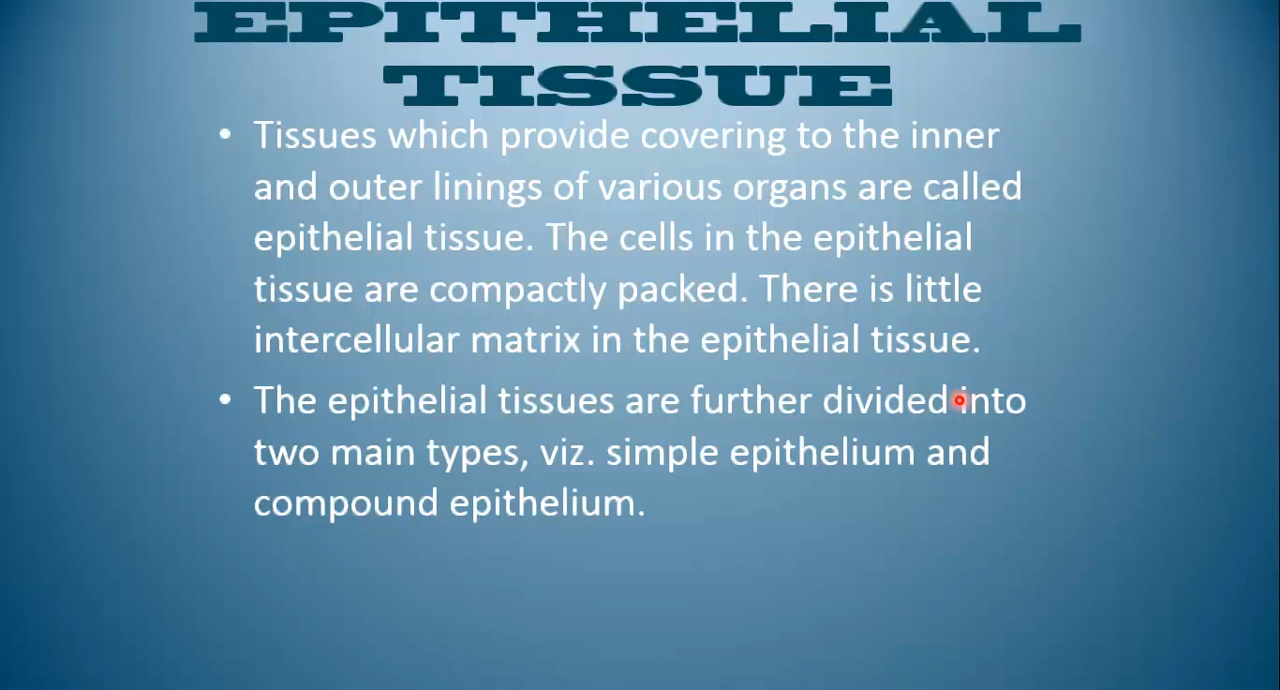 EPITHELIAL
TISSUE
• Tissues which provide covering to the inner
and outer linings of various organs are called
epithelial tissue. The cells in the epithelial
tissue are compactly packed. There is little
intercellular matrix in the epithelial tissue.
• The epithelial tissues are further divided into
two main types, viz. simple epithelium and
compound epithelium.